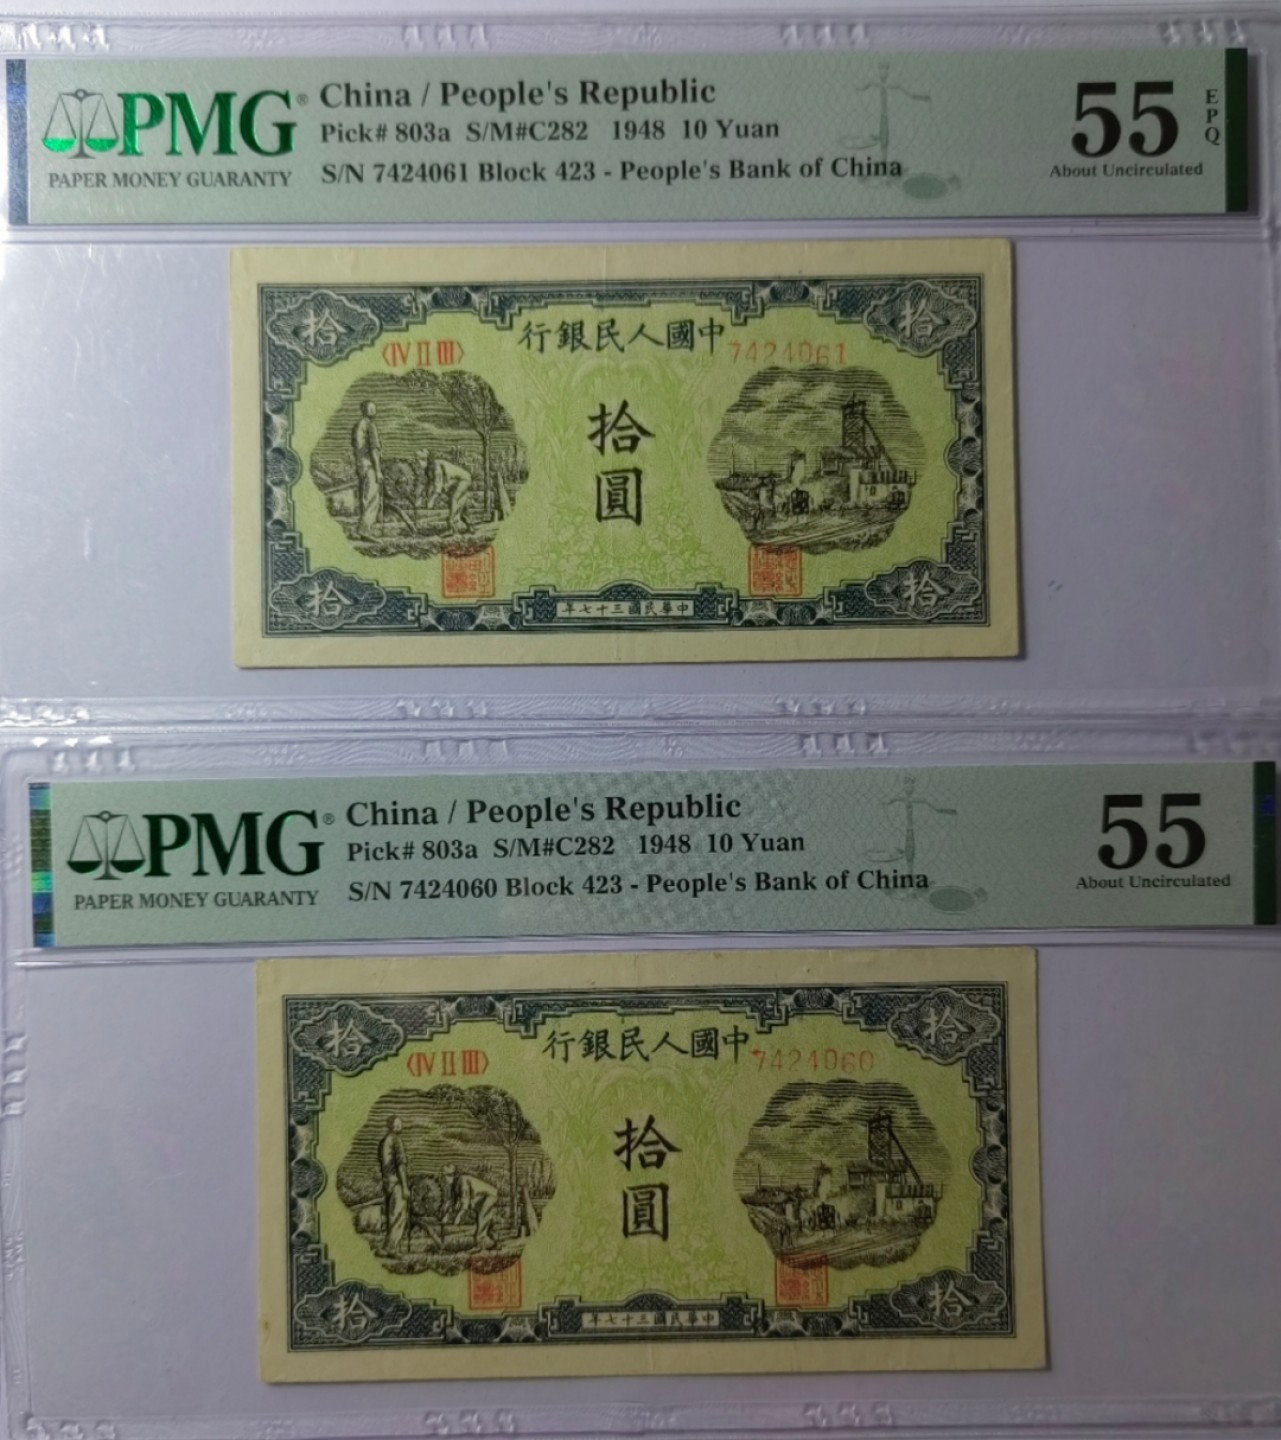 PMG®
PAPER MONEY GUARANTY
China / People's Republic
Pick# 803a S/M#C282 1948 10 Yuan
S/N 7424061 Block 423 - People's Bank of China
55
EPQ
About Uncirculated
拾
拾
行銀民人國中
〈IV II III〉
7424061
拾
圓
拾
拾
年七十三國民華中
PMG®
PAPER MONEY GUARANTY
China / People's Republic
Pick# 803a S/M#C282 1948 10 Yuan
S/N 7424060 Block 423 - People's Bank of China
55
About Uncirculated
拾
拾
行銀民人國中
〈IV II III〉
7424060
拾
圓
拾
拾
年七十三國民華中